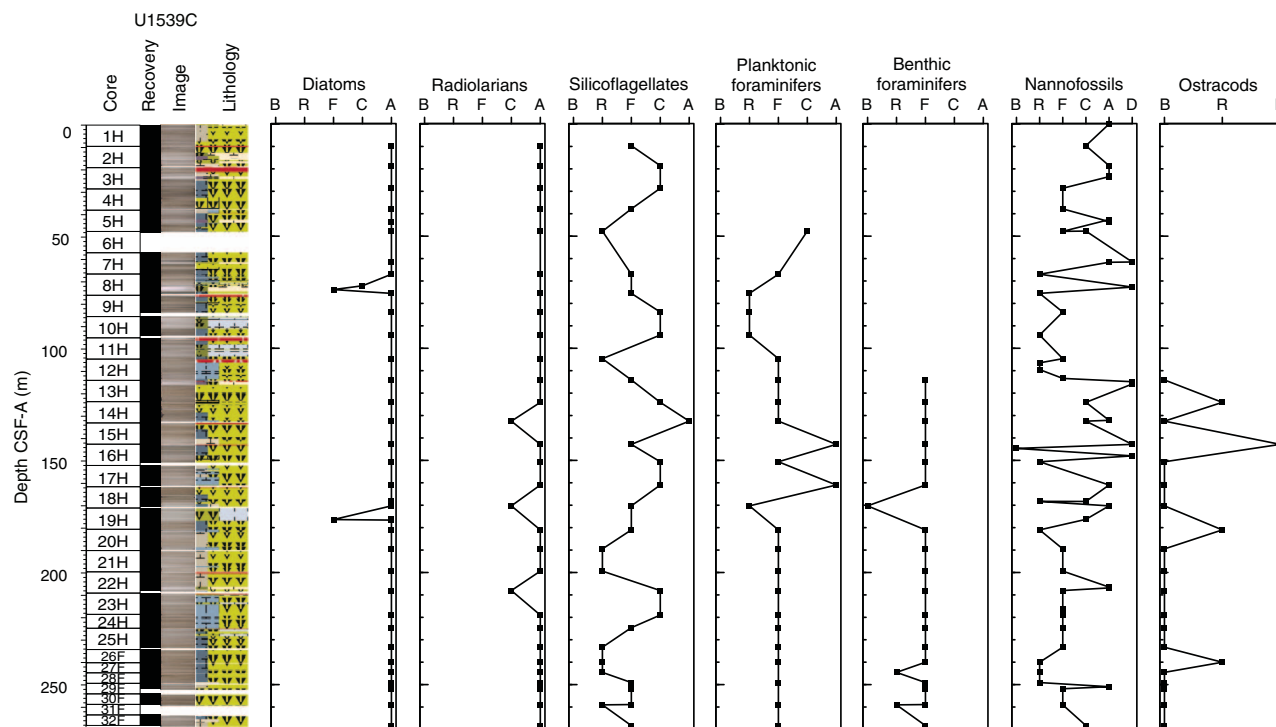 U1539C
Core
Recovery
Image
Lithology
Diatoms
Radiolarians
Silicoflagellates
Planktonic
foraminifers
Benthic
foraminifers
Nannofossils
Ostracods
B R F C A
B R F C A
B R F C A
B R F C A
B R F C A
B R F C A D
B R
Depth CSF-A (m)
0
50
100
150
200
250
1H
2H
3H
4H
5H
6H
7H
8H
9H
10H
11H
12H
13H
14H
15H
16H
17H
18H
19H
20H
21H
22H
23H
24H
25H
26F
27F
28F
29F
30F
31F
32F